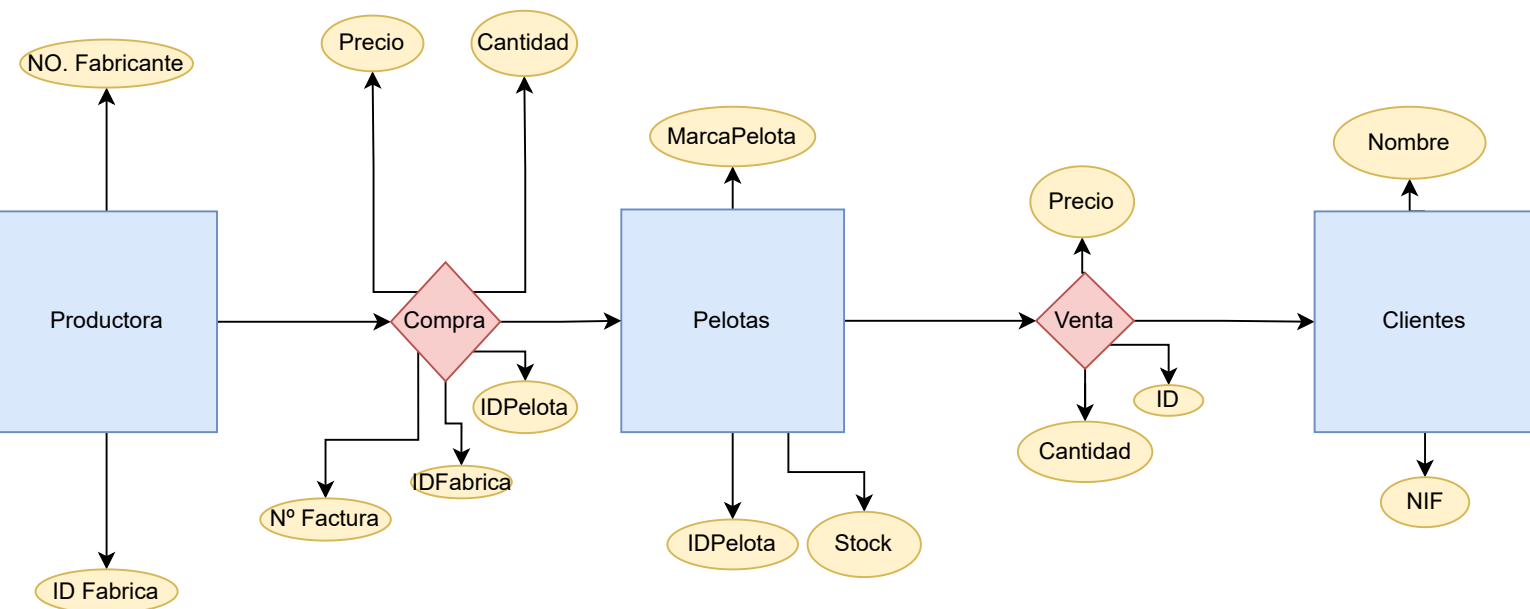 Precio
Cantidad
NO. Fabricante
MarcaPelota
Nombre
Precio
Productora
Compra
Pelotas
Venta
Clientes
IDPelota
ID
Cantidad
IDFabrica
NIF
Nº Factura
IDPelota
Stock
ID Fabrica